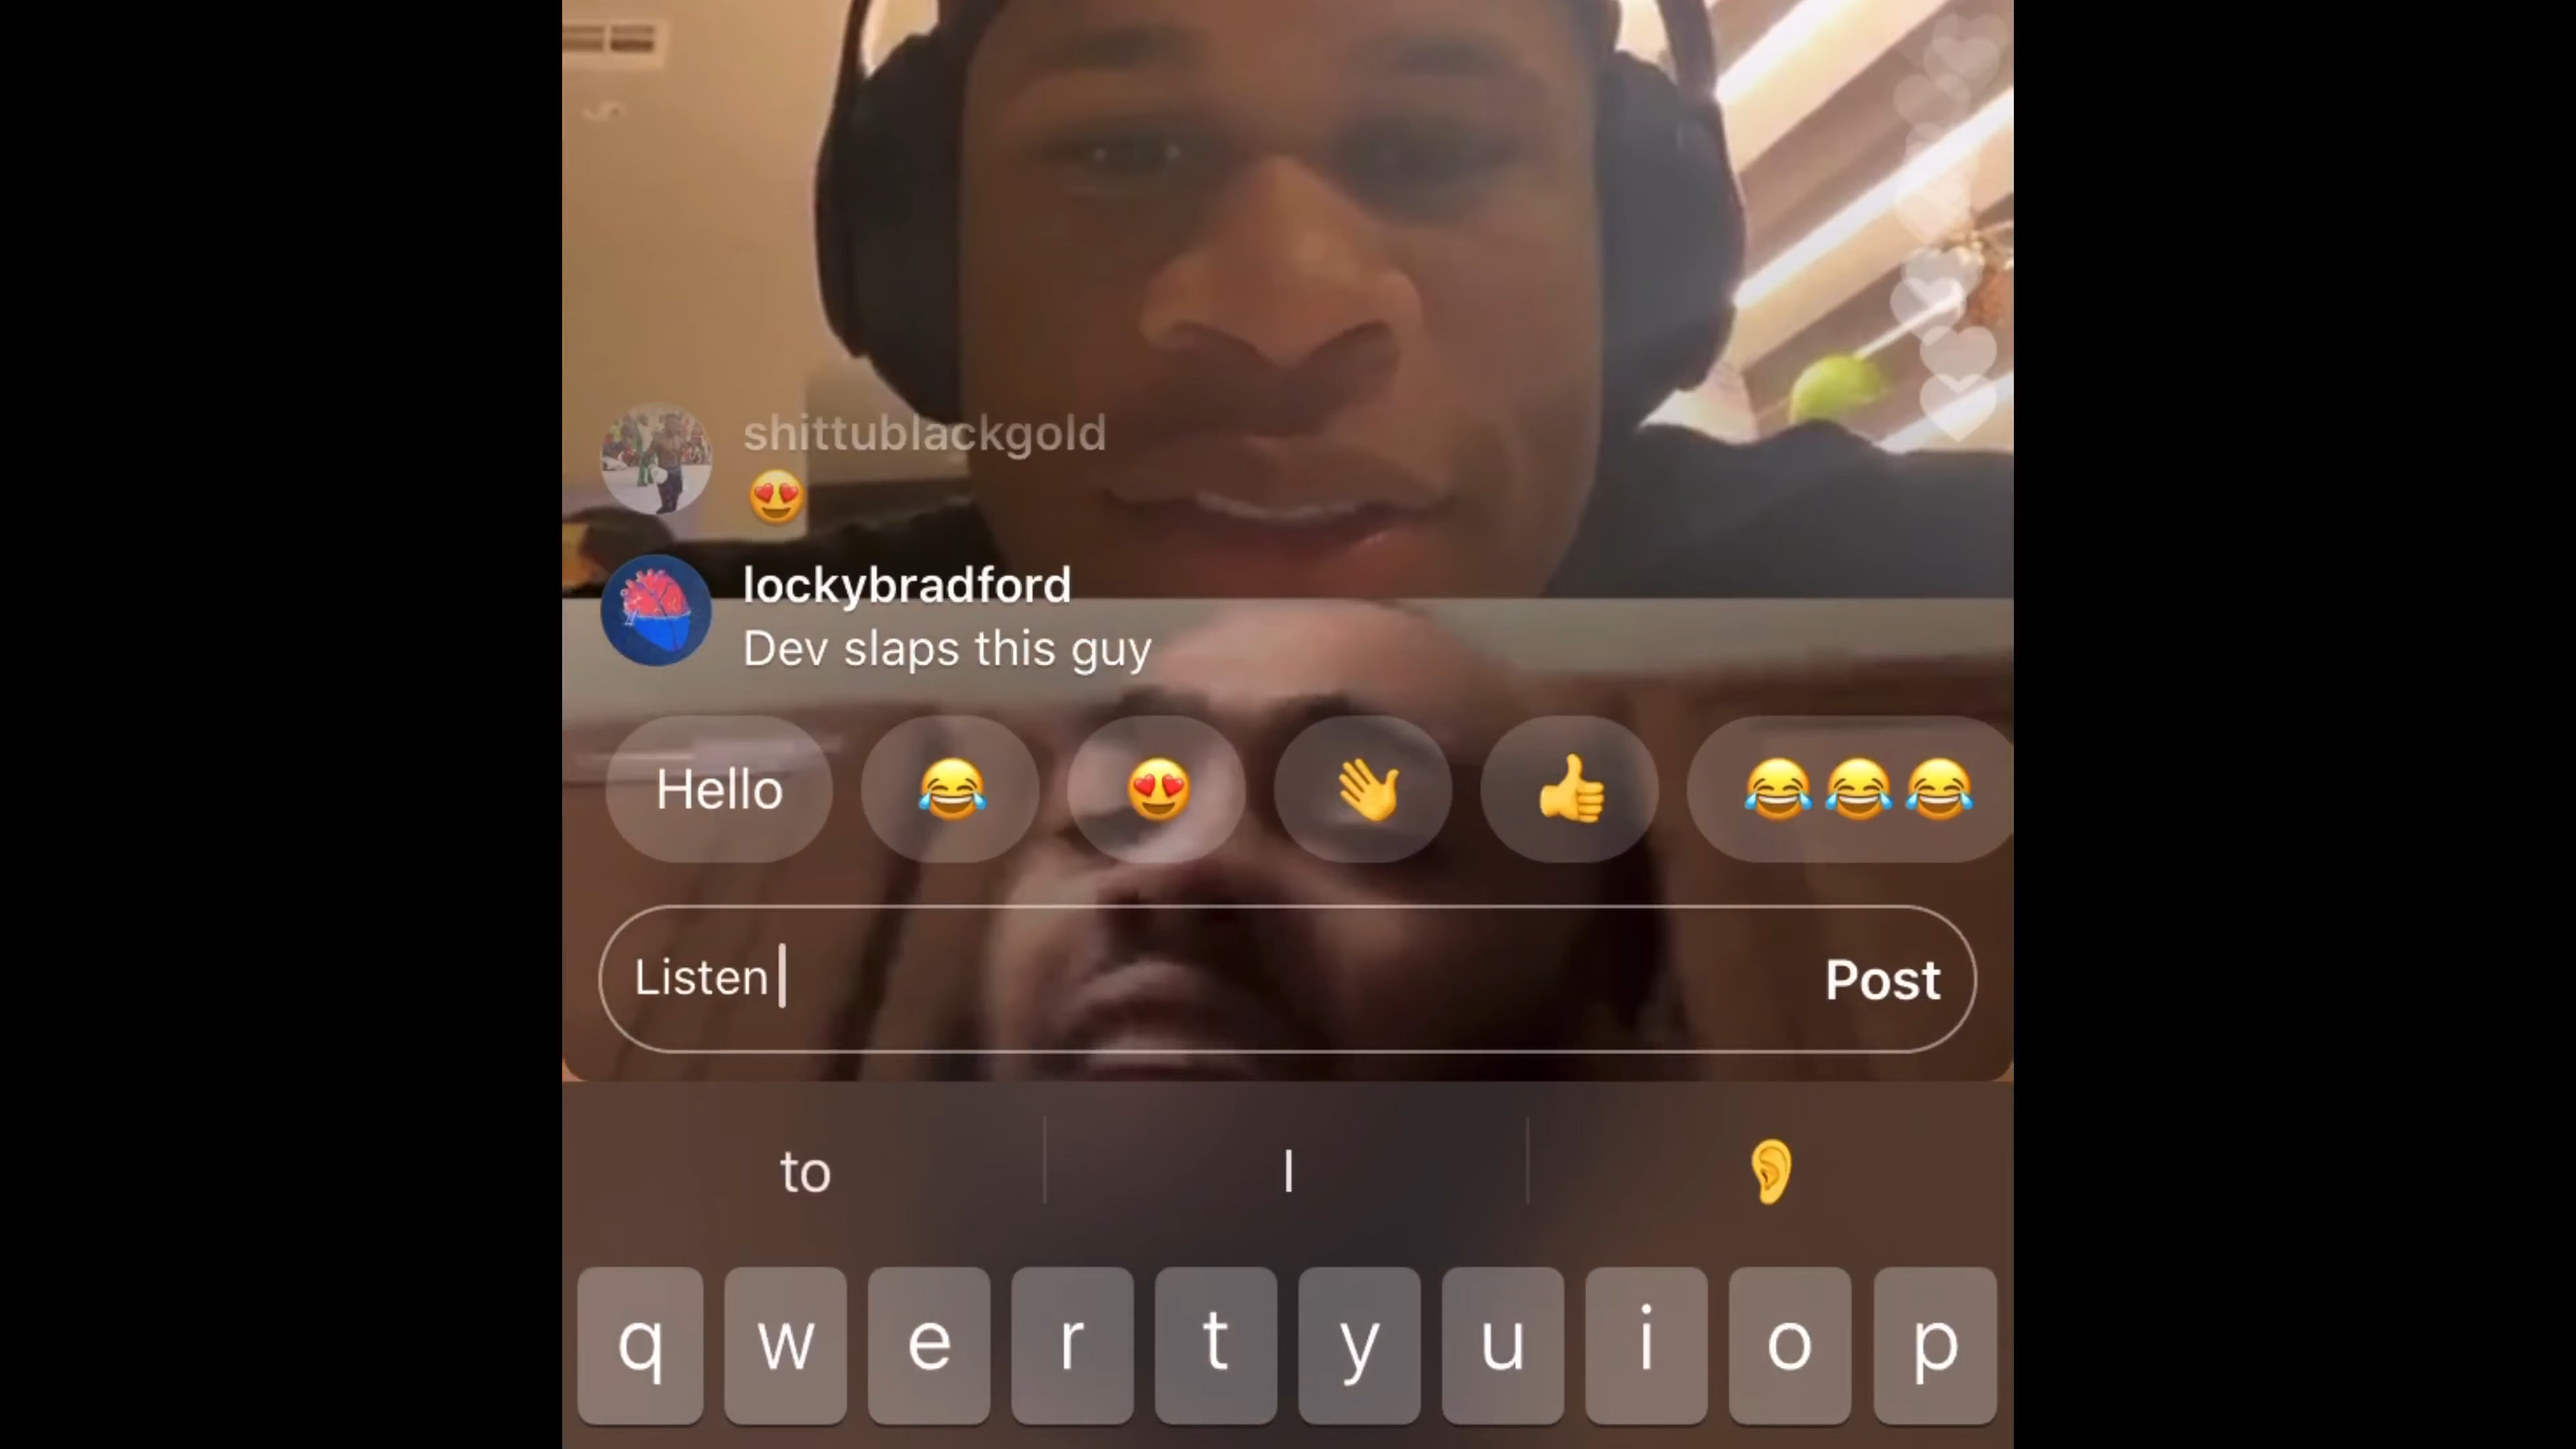 shittublackgold
😍
lockybradford
Dev slaps this guy
Hello 😂 😍 👋 👍 😂😂😂
Listen Post
to I 👂
q w e r t y u i o p